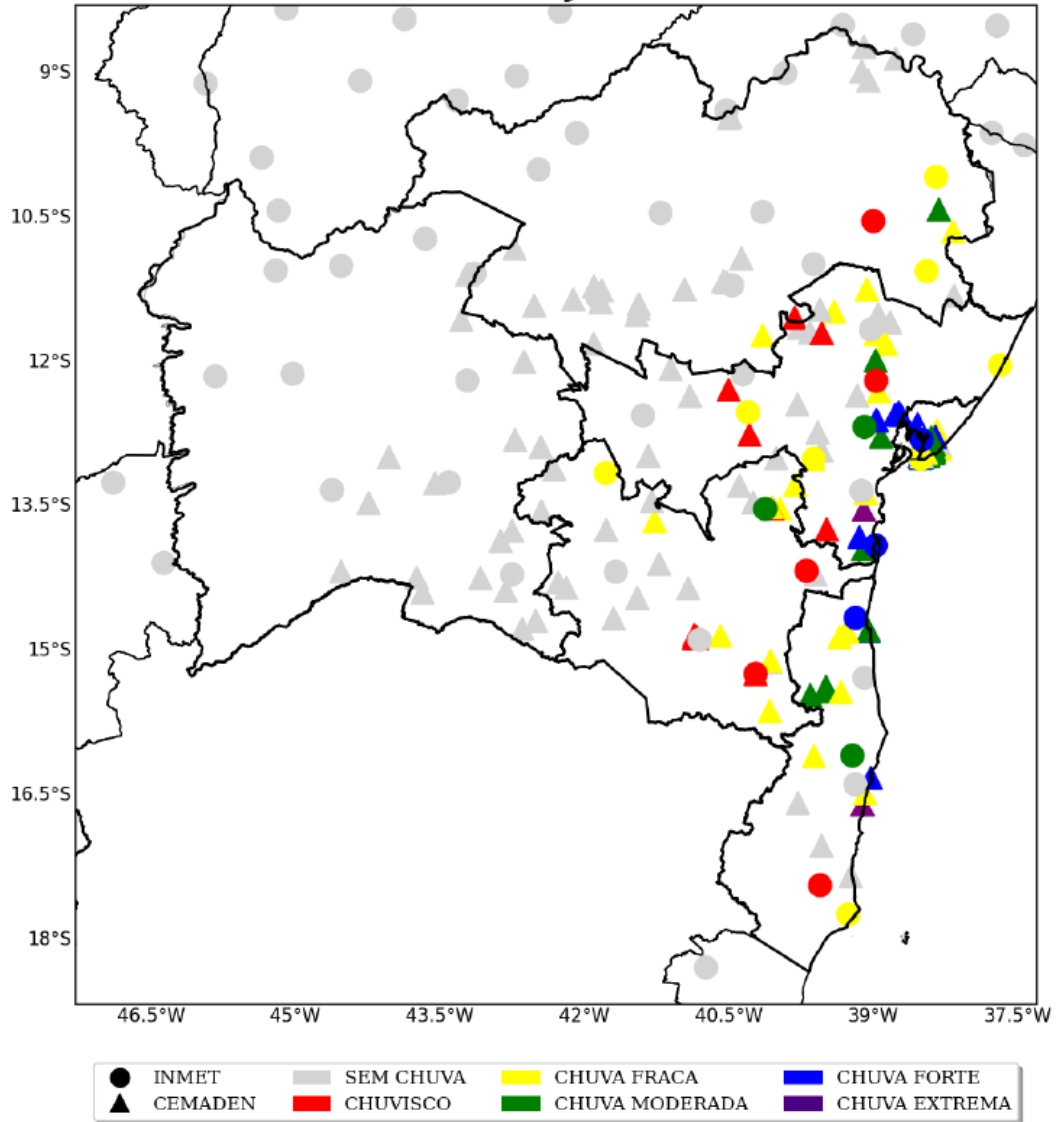 9°S
10.5°S
12°S
13.5°S
15°S
16.5°S
18°S
46.5°W 45°W 43.5°W 42°W 40.5°W 39°W 37.5°W
INMET SEM CHUVA CHUVA FRACA CHUVA FORTE
CEMADEN CHUVISCO CHUVA MODERADA CHUVA EXTREMA